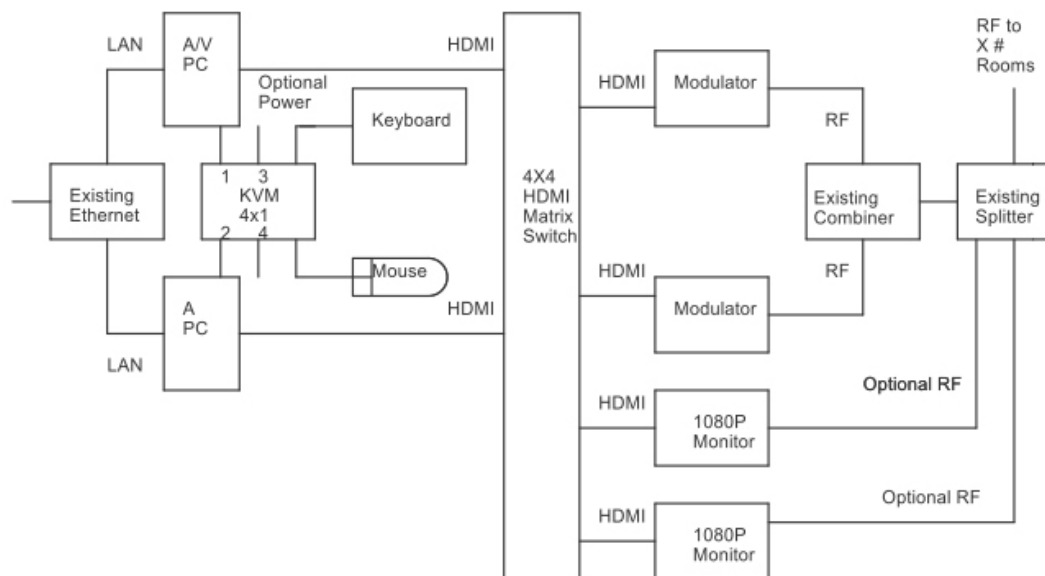 LAN
A/V
PC
HDMI
Optional
Power
Keyboard
1 3
KVM
4x1
2 4
Existing
Ethernet
Mouse
A
PC
LAN
HDMI
4X4
HDMI
Matrix
Switch
HDMI
Modulator
RF
Existing
Combiner
RF
HDMI
Modulator
RF to
X #
Rooms
Existing
Splitter
Optional RF
HDMI
1080P
Monitor
Optional RF
HDMI
1080P
Monitor